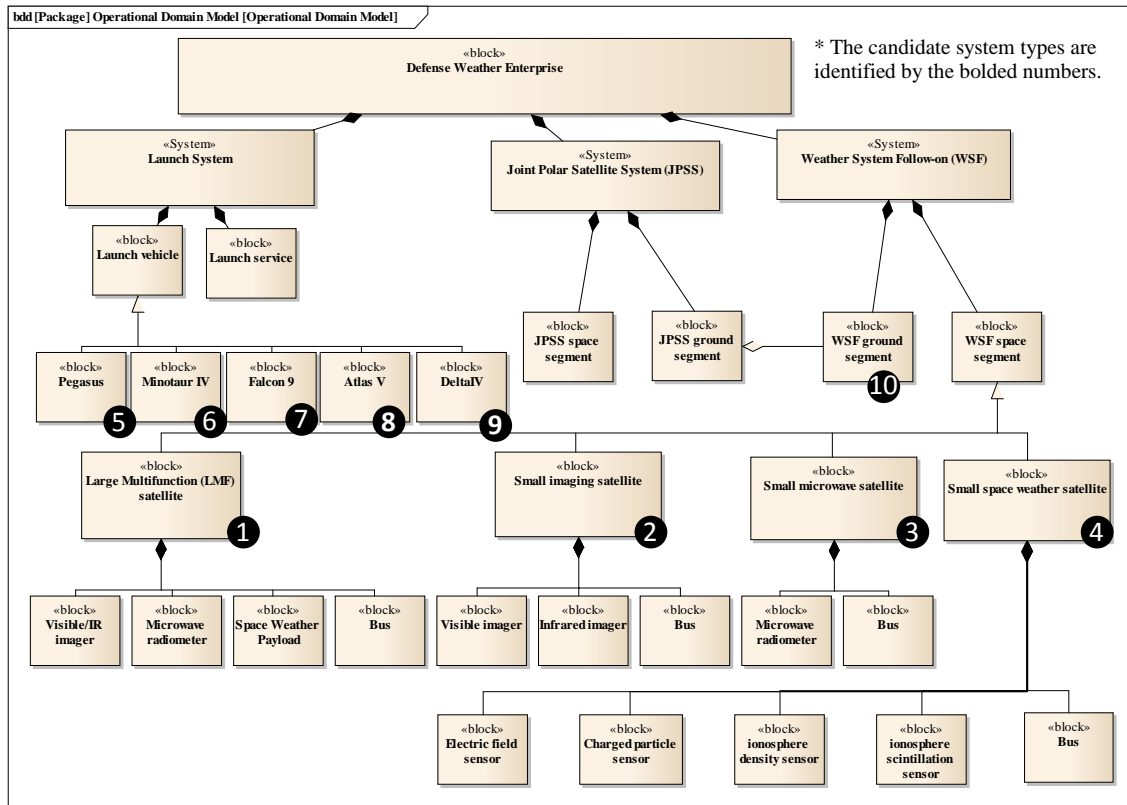 bdd [Package] Operational Domain Model [Operational Domain Model]
«block»
Defense Weather Enterprise
* The candidate system types are
identified by the bolded numbers.
«System»
Launch System
«System»
Joint Polar Satellite System (JPSS)
«System»
Weather System Follow-on (WSF)
«block»
Launch vehicle
«block»
Launch service
«block»
JPSS space
segment
«block»
JPSS ground
segment
«block»
WSF ground
segment
10
«block»
WSF space
segment
«block»
Pegasus
5
«block»
Minotaur IV
6
«block»
Falcon 9
7
«block»
Atlas V
8
«block»
DeltaIV
9
«block»
Large Multifunction (LMF)
satellite
1
«block»
Small imaging satellite
2
«block»
Small microwave satellite
3
«block»
Small space weather satellite
4
«block»
Visible/IR
imager
«block»
Microwave
radiometer
«block»
Space Weather
Payload
«block»
Bus
«block»
Visible imager
«block»
Infrared imager
«block»
Bus
«block»
Microwave
radiometer
«block»
Bus
«block»
Electric field
sensor
«block»
Charged particle
sensor
«block»
ionosphere
density sensor
«block»
ionosphere
scintillation
sensor
«block»
Bus